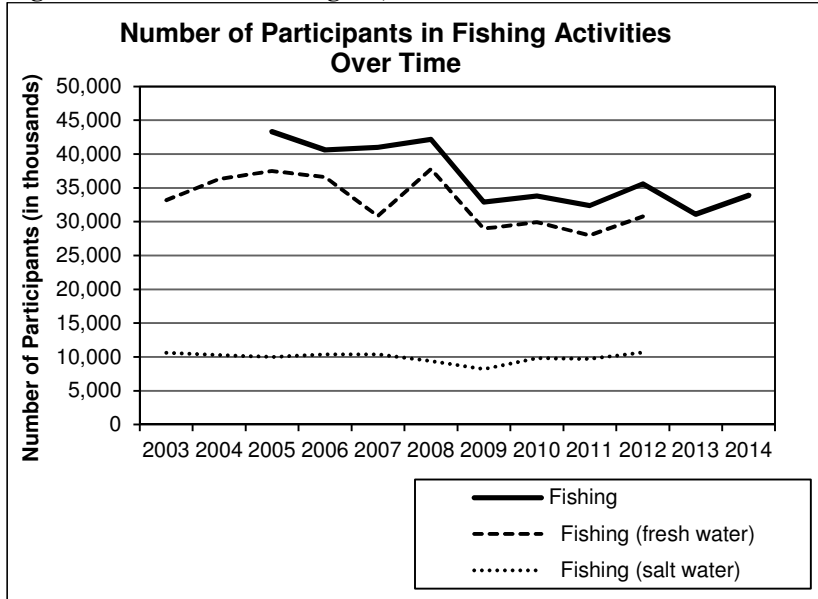 Number of Participants in Fishing Activities
Over Time
Number of Participants (in thousands)
50,000
45,000
40,000
35,000
30,000
25,000
20,000
15,000
10,000
5,000
0
2003 2004 2005 2006 2007 2008 2009 2010 2011 2012 2013 2014
Fishing
Fishing (fresh water)
Fishing (salt water)